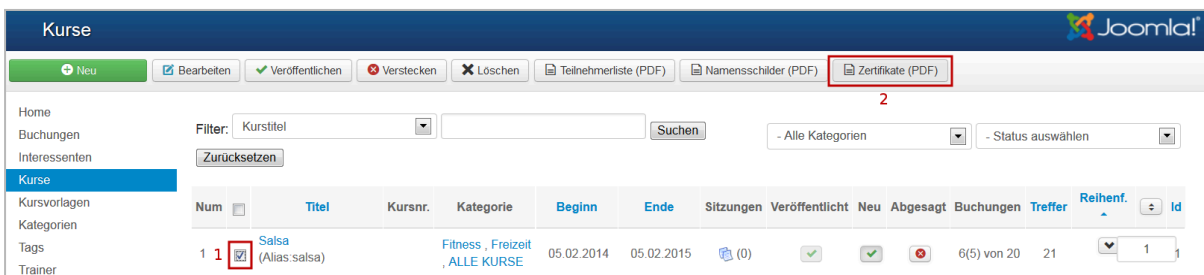 Kurse
Joomla!
Neu Bearbeiten Veröffentlichen Verstecken Löschen Teilnehmerliste (PDF) Namensschilder (PDF) Zertifikate (PDF)
2
Home
Buchungen
Interessenten
Kurse
Kursvorlagen
Kategorien
Tags
Trainer
Filter: Kurstitel Suchen - Alle Kategorien - Status auswählen
Zurücksetzen
Num Titel Kursnr. Kategorie Beginn Ende Sitzungen Veröffentlicht Neu Abgesagt Buchungen Treffer Reihenf. Id
1 1 Salsa (Alias:salsa) Fitness , Freizeit , ALLE KURSE 05.02.2014 05.02.2015 (0) 6(5) von 20 21 1 1